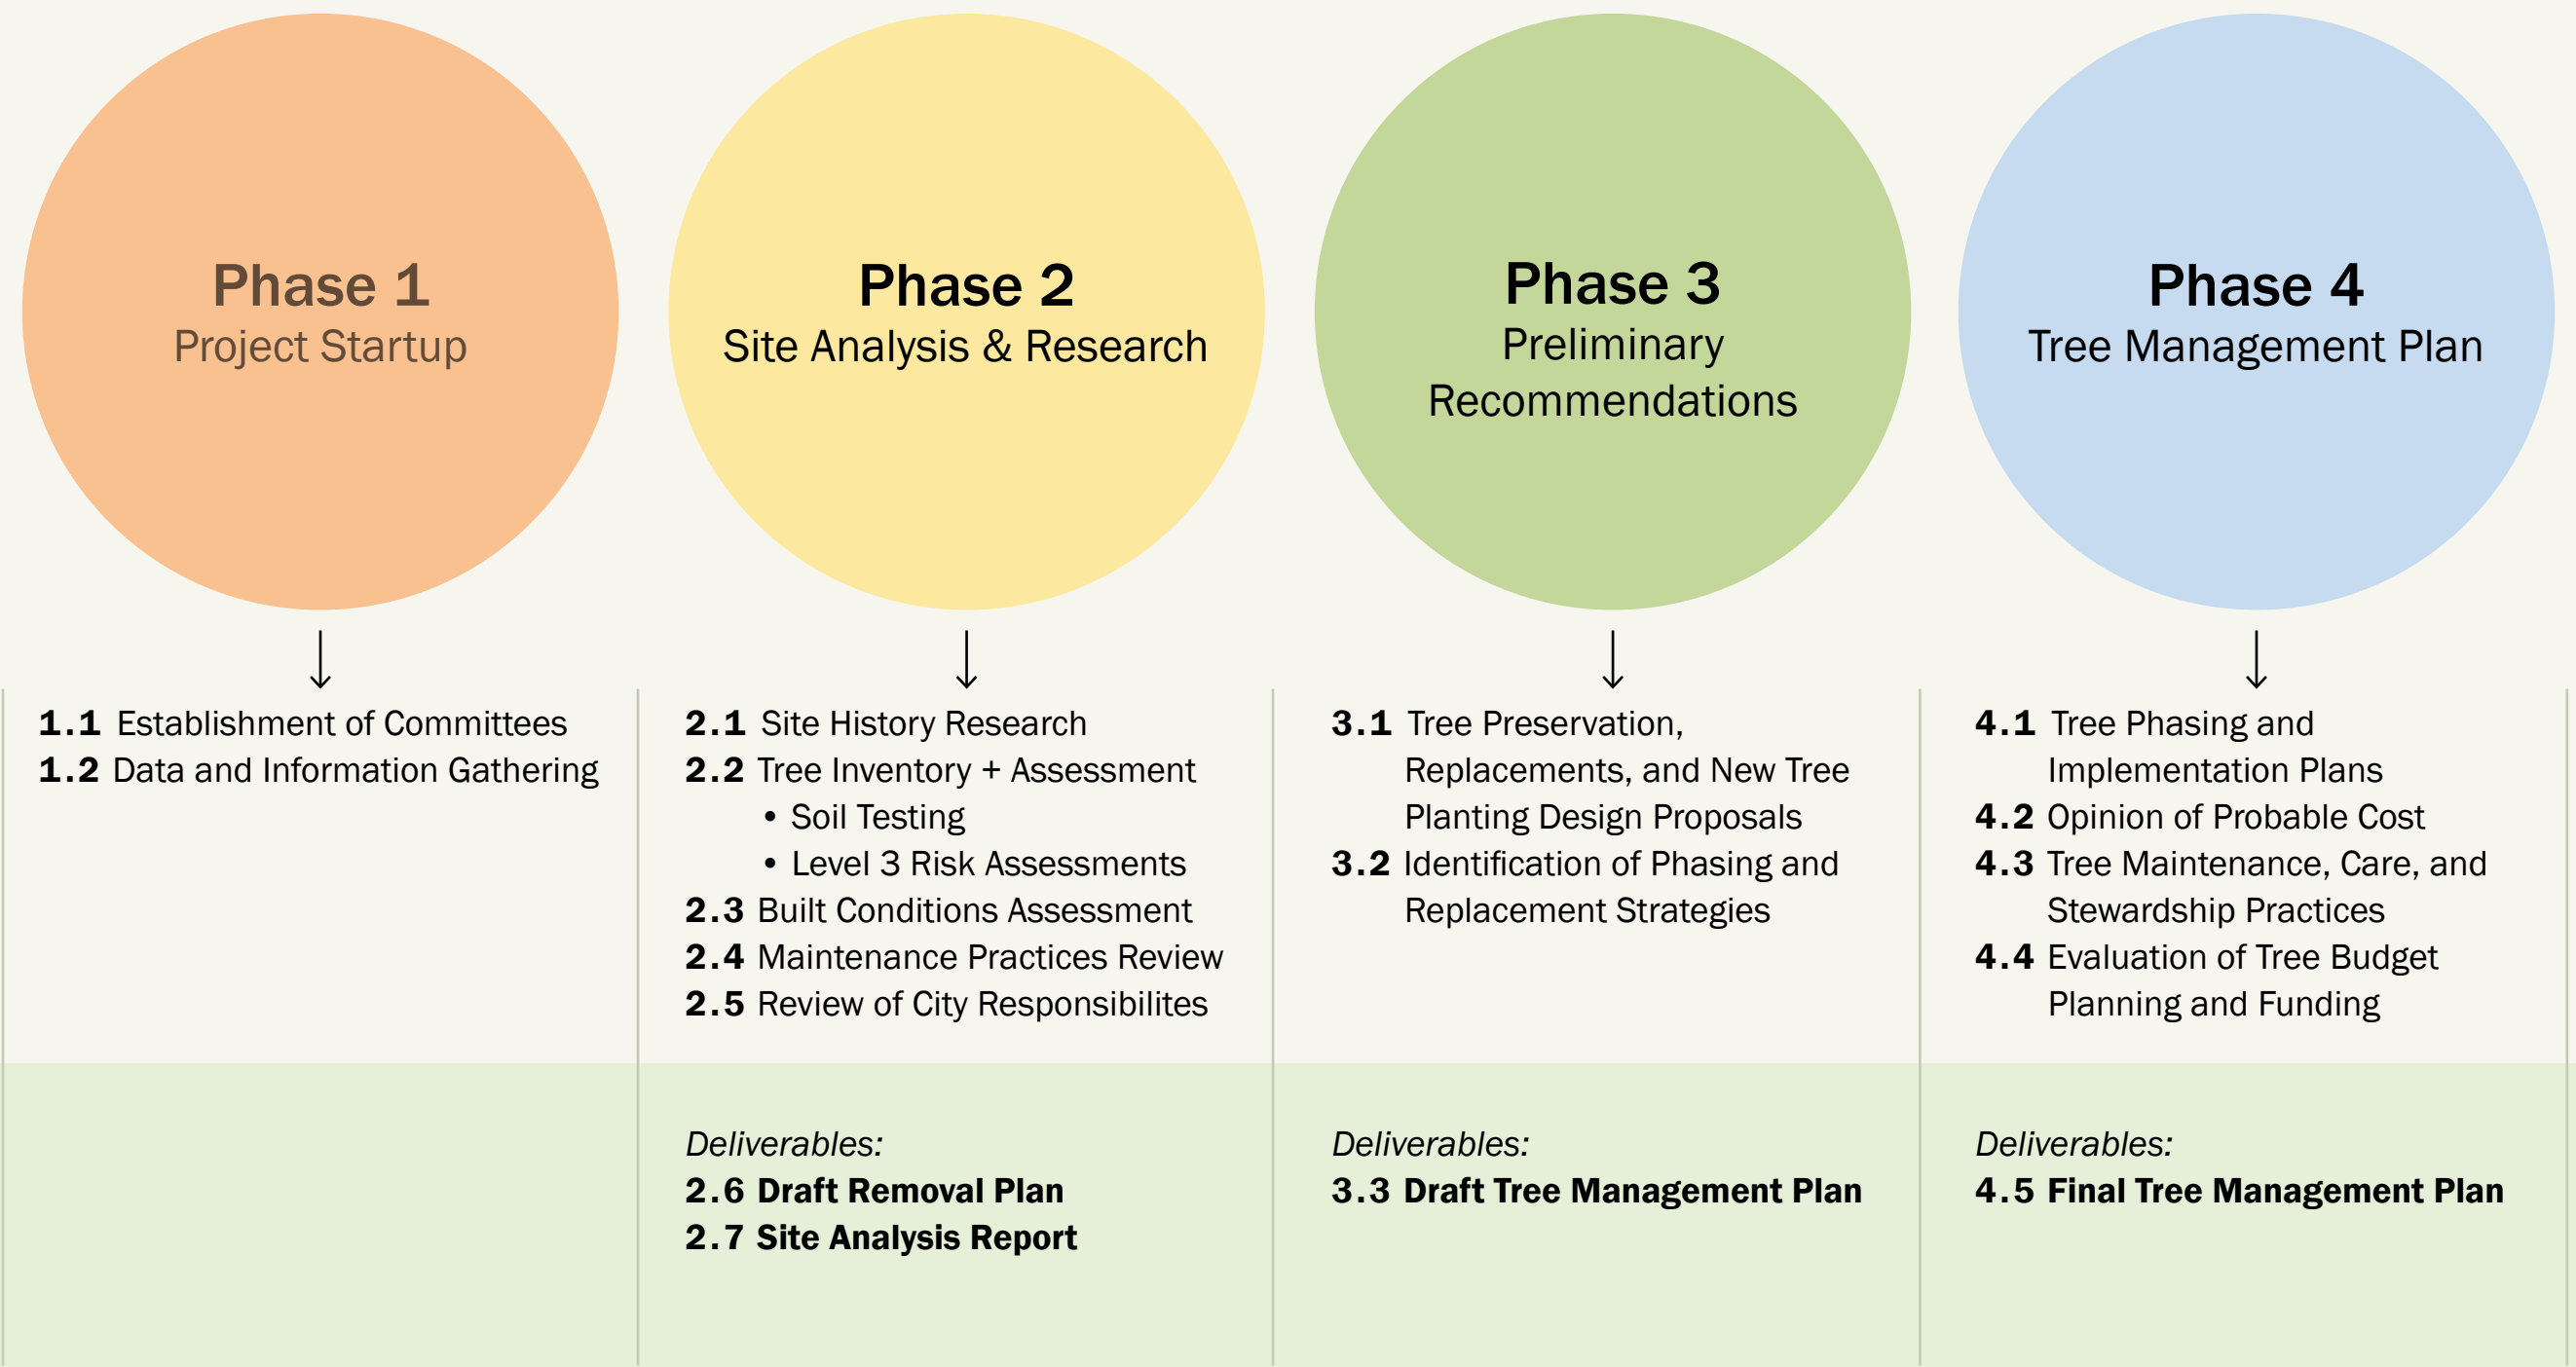 Phase 1
Project Startup
Phase 2
Site Analysis & Research
Phase 3
Preliminary
Recommendations
Phase 4
Tree Management Plan
1.1 Establishment of Committees
1.2 Data and Information Gathering
2.1 Site History Research
2.2 Tree Inventory + Assessment
• Soil Testing
• Level 3 Risk Assessments
2.3 Built Conditions Assessment
2.4 Maintenance Practices Review
2.5 Review of City Responsibilites
3.1 Tree Preservation,
Replacements, and New Tree
Planting Design Proposals
3.2 Identification of Phasing and
Replacement Strategies
4.1 Tree Phasing and
Implementation Plans
4.2 Opinion of Probable Cost
4.3 Tree Maintenance, Care, and
Stewardship Practices
4.4 Evaluation of Tree Budget
Planning and Funding
Deliverables:
2.6 Draft Removal Plan
2.7 Site Analysis Report
Deliverables:
3.3 Draft Tree Management Plan
Deliverables:
4.5 Final Tree Management Plan